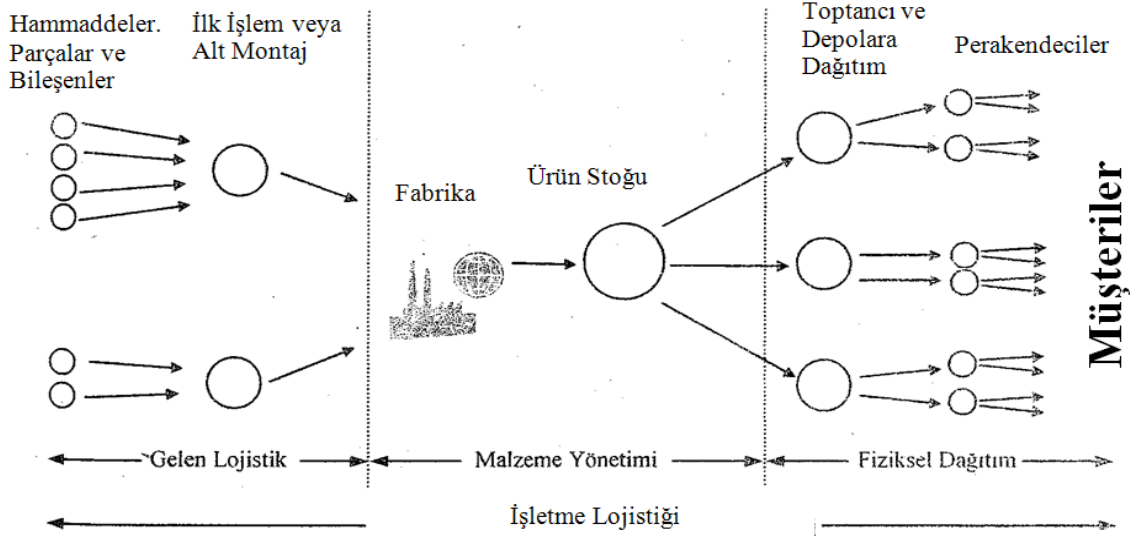 Hammaddeler.
Parçalar ve
Bileşenler
İlk İşlem veya
Alt Montaj
Toptancı ve
Depolara
Dağıtım
Perakendeciler
Fabrika
Ürün Stoğu
Müşteriler
Gelen Lojistik
Malzeme Yönetimi
Fiziksel Dağıtım
İşletme Lojistiği